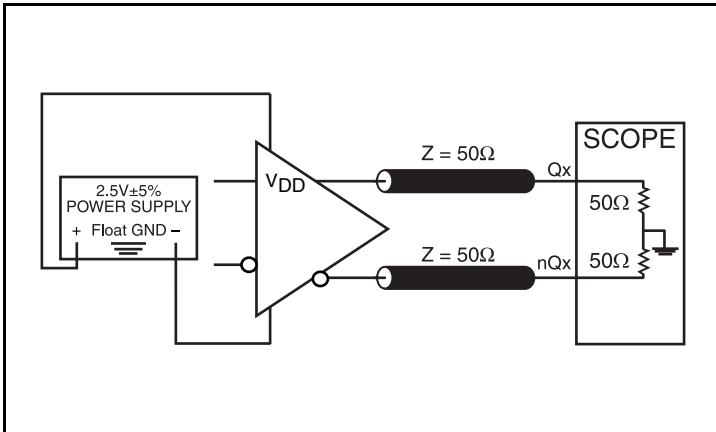 2.5V±5%
POWER SUPPLY
+ Float GND −
VDD
Z = 50Ω
Z = 50Ω
Qx
nQx
SCOPE
50Ω
50Ω